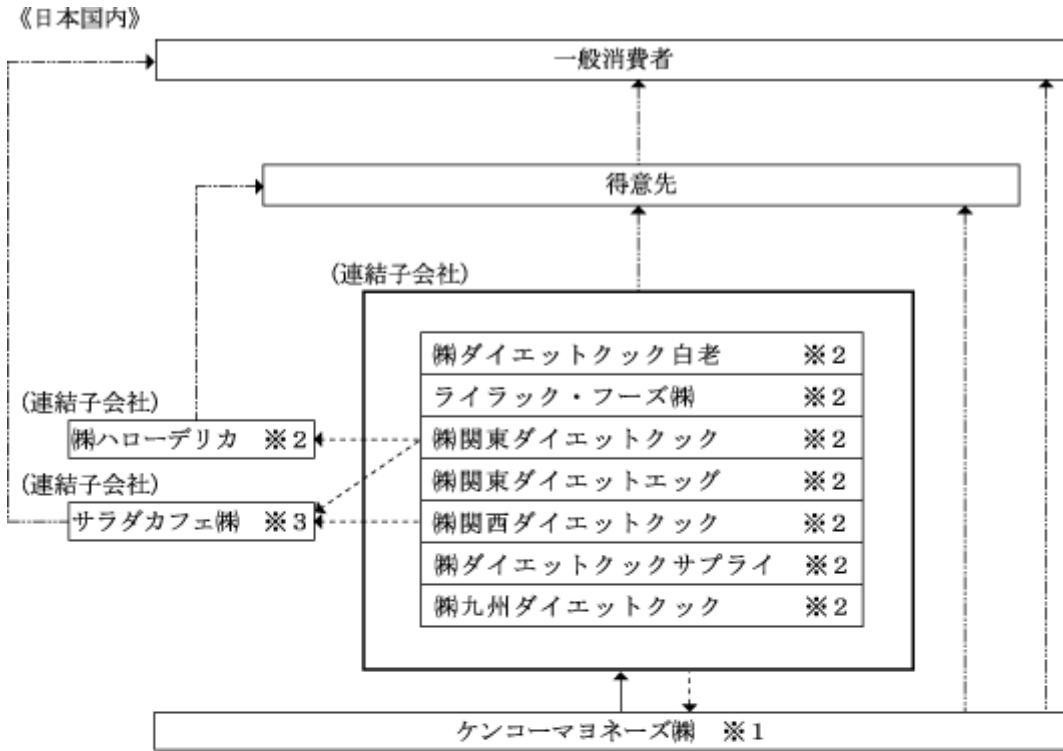 《日本国内》
一般消費者
得意先
(連結子会社)
㈱ダイエットクック白老 ※2
ライラック・フーズ㈱ ※2
(連結子会社)
㈱ハローデリカ ※2
㈱関東ダイエットクック ※2
㈱関東ダイエットエッグ ※2
(連結子会社)
サラダカフェ㈱ ※3
㈱関西ダイエットクック ※2
㈱ダイエットクックサプライ ※2
㈱九州ダイエットクック ※2
ケンコーマヨネーズ㈱ ※1